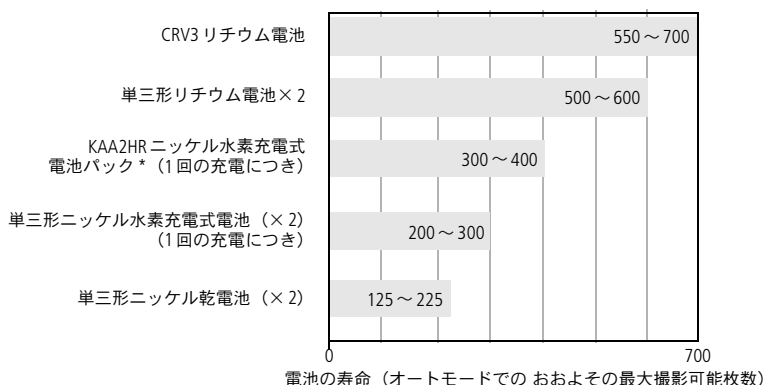 CRV3 リチウム電池
550～700
単三形リチウム電池×2
500～600
KAA2HR ニッケル水素充電式
電池パック *（1回の充電につき）
300～400
単三形ニッケル水素充電式電池（×2）
（1回の充電につき）
200～300
単三形ニッケル乾電池（×2）
125～225
0
700
電池の寿命（オートモードでの おおよその最大撮影可能枚数）